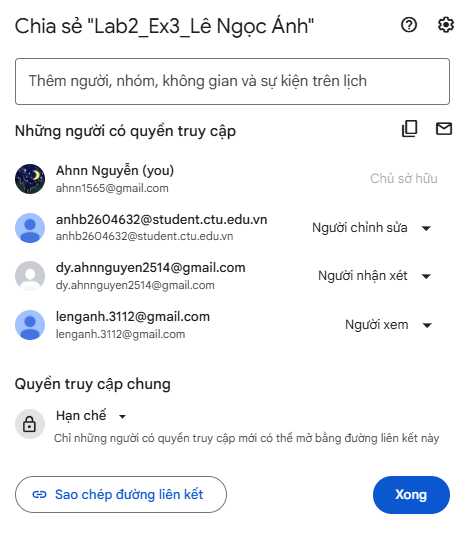 Chia sẻ "Lab2_Ex3_Lê Ngọc Ánh"
Thêm người, nhóm, không gian và sự kiện trên lịch
Những người có quyền truy cập
Ahnn Nguyễn (you)
ahnn1565@gmail.com
Chủ sở hữu
anhb2604632@student.ctu.edu.vn
anhb2604632@student.ctu.edu.vn
Người chỉnh sửa
dy.ahnnguyen2514@gmail.com
dy.ahnnguyen2514@gmail.com
Người nhận xét
lenganh.3112@gmail.com
lenganh.3112@gmail.com
Người xem
Quyền truy cập chung
Hạn chế
Chỉ những người có quyền truy cập mới có thể mở bằng đường liên kết này
Sao chép đường liên kết
Xong